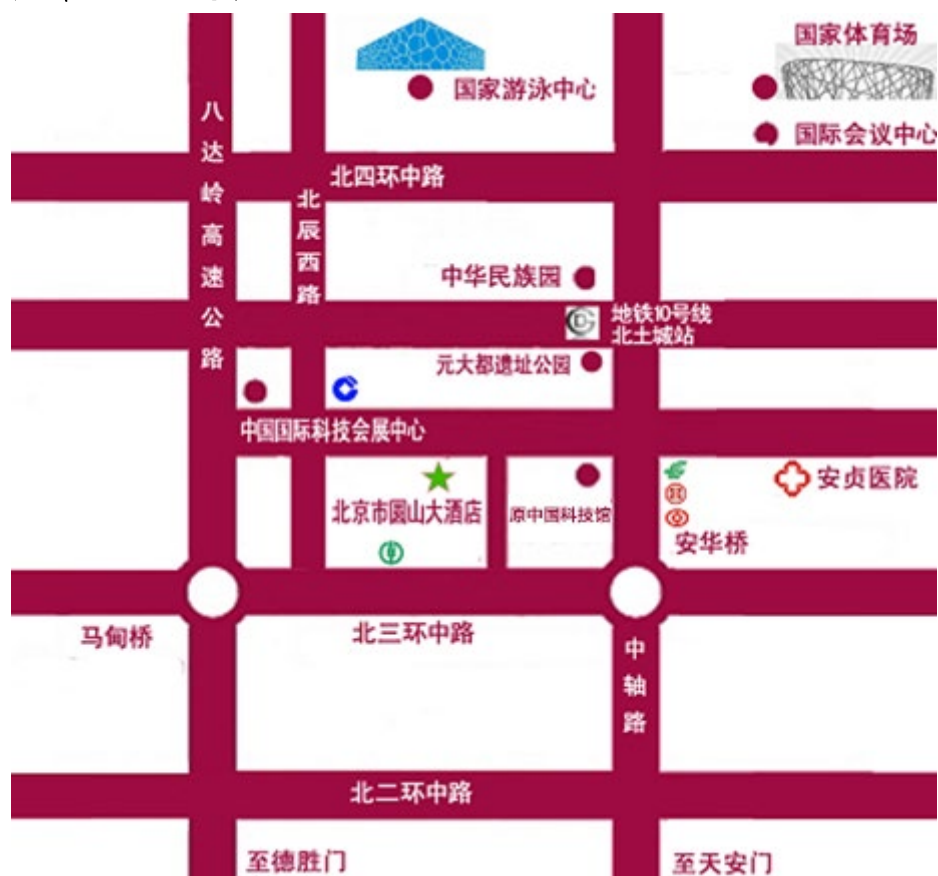 国家体育场
国家游泳中心
国际会议中心
八达岭高速公路
北四环中路
北辰西路
中华民族园
地铁10号线
北土城站
元大都遗址公园
中国国际科技会展中心
北京市圆山大酒店
原中国科技馆
安贞医院
安华桥
马甸桥
北三环中路
中轴路
北二环中路
至德胜门
至天安门